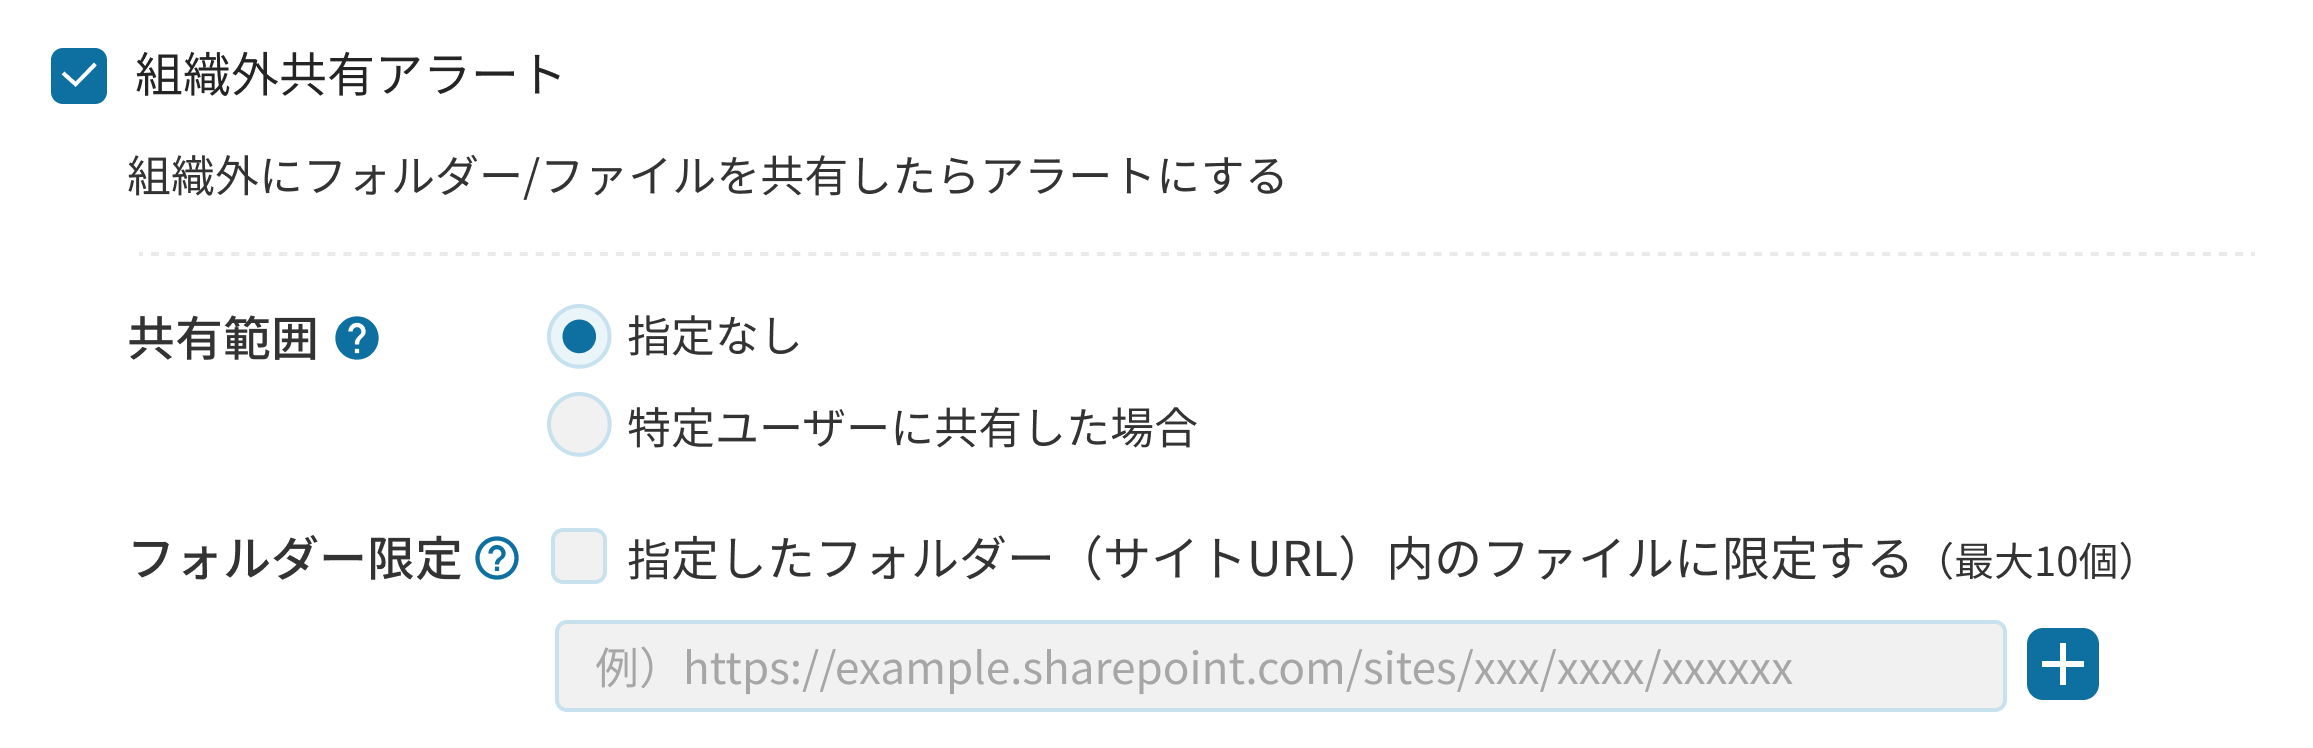 組織外共有アラート
組織外にフォルダー/ファイルを共有したらアラートにする
共有範囲 ? 指定なし
特定ユーザーに共有した場合
フォルダー限定 ? 指定したフォルダー（サイトURL）内のファイルに限定する（最大10個）
例）https://example.sharepoint.com/sites/xxx/xxxx/xxxxxx